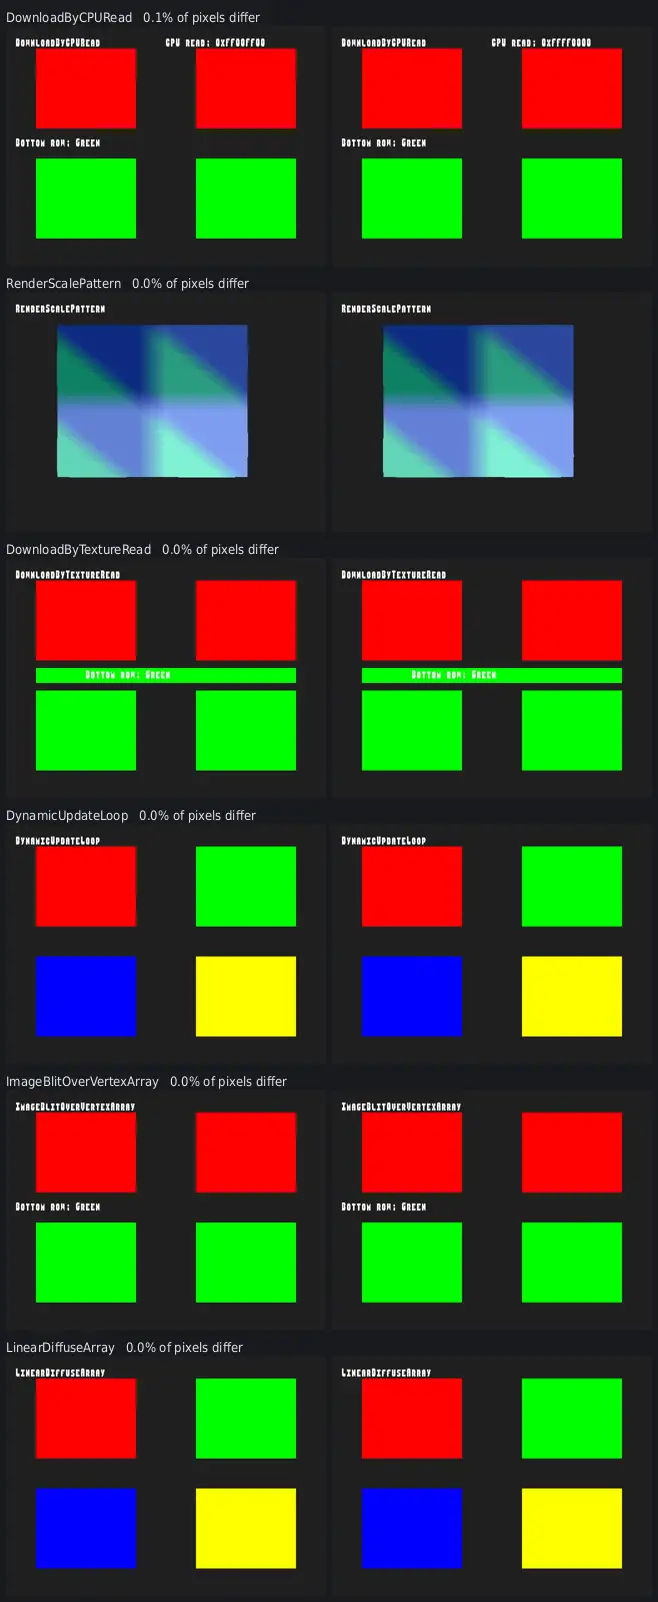 DownloadByCPURead 0.1% of pixels differ
DownloadByCPURead CPU read: 0xff00ff00 DownloadByCPURead CPU read: 0xffff0000
Bottom row: Green Bottom row: Green
RenderScalePattern 0.0% of pixels differ
RenderScalePattern RenderScalePattern
DownloadByTextureRead 0.0% of pixels differ
DownloadByTextureRead DownloadByTextureRead
Bottom row: Green Bottom row: Green
DynamicUpdateLoop 0.0% of pixels differ
DynamicUpdateLoop DynamicUpdateLoop
ImageBlitOverVertexArray 0.0% of pixels differ
ImageBlitOverVertexArray ImageBlitOverVertexArray
Bottom row: Green Bottom row: Green
LinearDiffuseArray 0.0% of pixels differ
LinearDiffuseArray LinearDiffuseArray